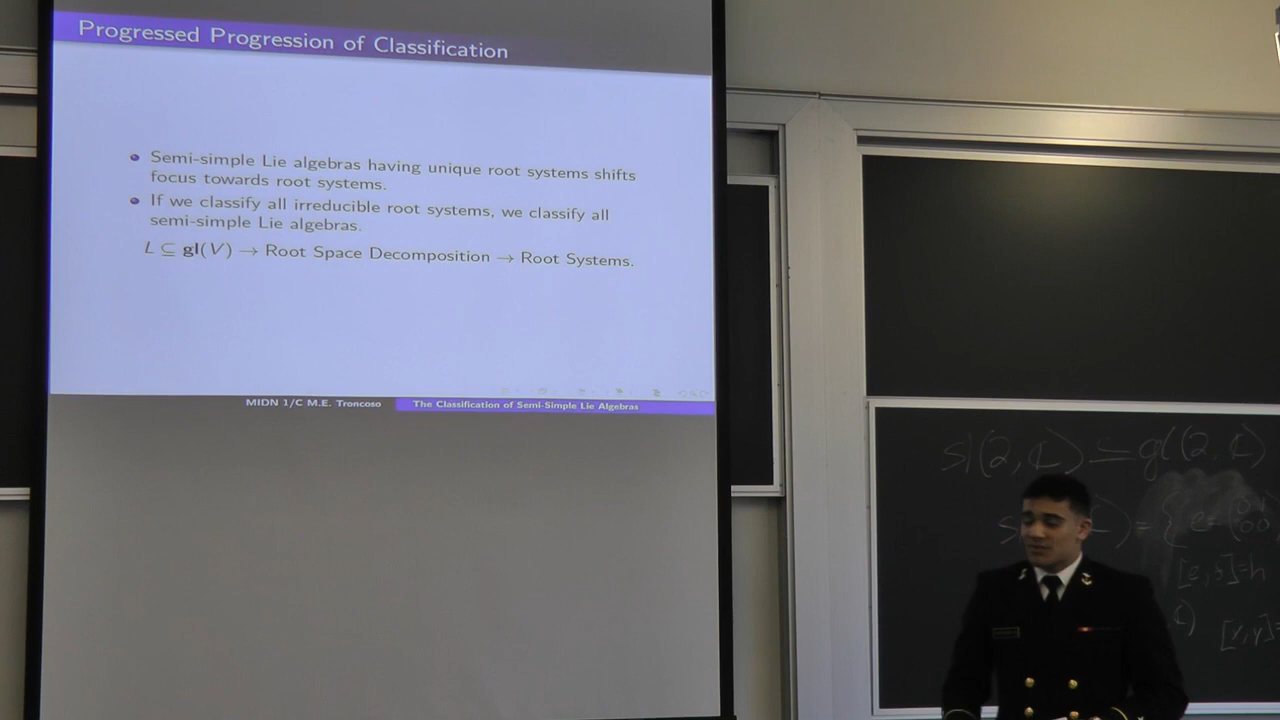 Progressed Progression of Classification
Semi-simple Lie algebras having unique root systems shifts
focus towards root systems.
If we classify all irreducible root systems, we classify all
semi-simple Lie algebras.
L ⊆ gl(V) → Root Space Decomposition → Root Systems.
MIDN 1/C M.E. Troncoso
The Classification of Semi-Simple Lie Algebras
sl(2, ℂ) ⊆ gl(2, ℂ)
= { e =
[e, f] = h
[x, y] =